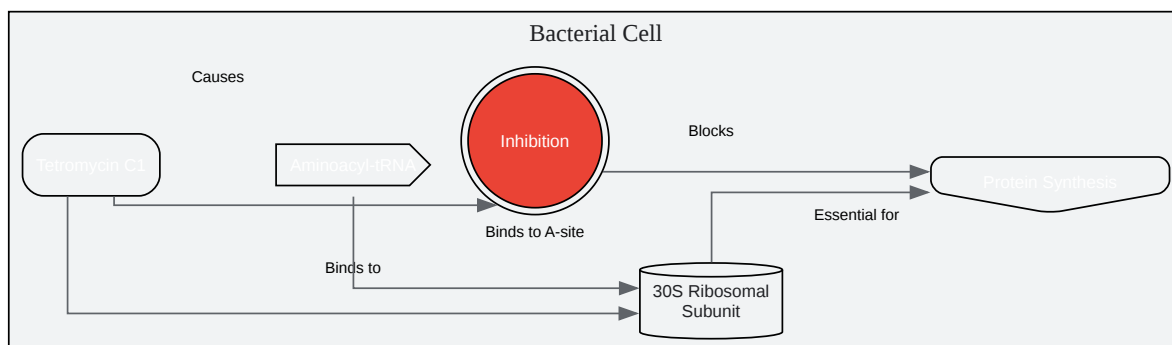 Bacterial Cell
Causes
Inhibition
Blocks
Tetromycin C1
Aminoacyl-tRNA
Protein Synthesis
Essential for
Binds to A-site
Binds to
30S Ribosomal
Subunit